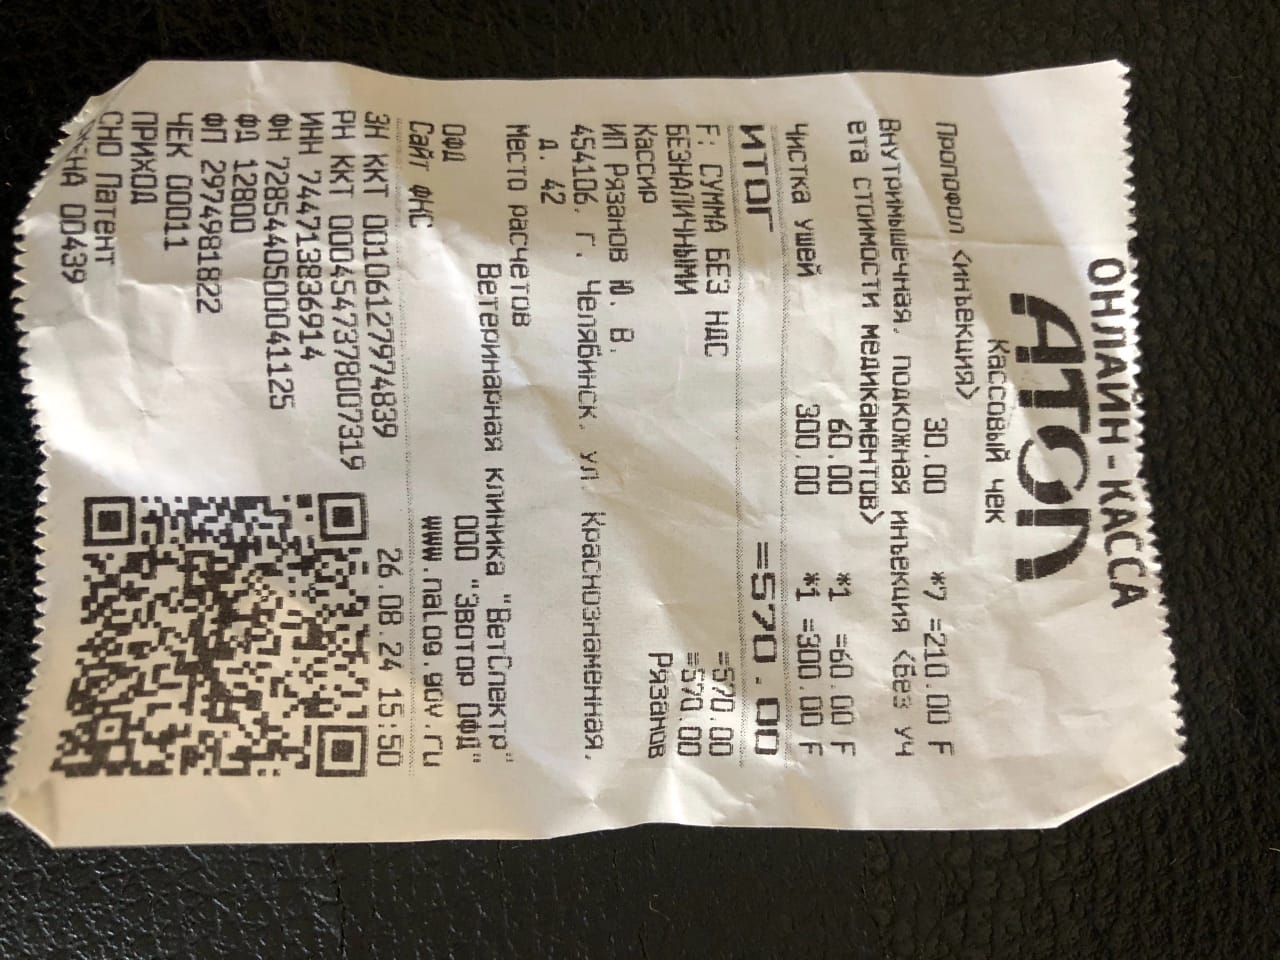 ОНЛАЙН-КАССА
АТОЛ
Кассовый чек
Пропофол <инъекция>
30.00 *7 =210.00 F
Внутримышечная, подкожная инъекция <без уч
ета стоимости медикаментов>
60.00 *1 =60.00 F
Чистка ушей 300.00 *1 =300.00 F
ИТОГ =570.00
F: СУММА БЕЗ НДС =570.00
БЕЗНАЛИЧНЫМИ =570.00
Кассир Рязанов
ИП Рязанов Ю. В.
454106, г. Челябинск, ул. Краснознаменная,
д. 42
Место расчетов
Ветеринарная клиника "ВетСпектр"
ОФД ООО "Эвотор ОФД"
Сайт ФНС www.nalog.gov.ru
ЗН ККТ 00106127974839 26.08.24 15:50
РН ККТ 0004547378007319
ИНН 744713836914
ФН 7285440500041125
ФД 12800
ФП 2974981822
ЧЕК 00011
ПРИХОД
СНО Патент
СМЕНА 00439